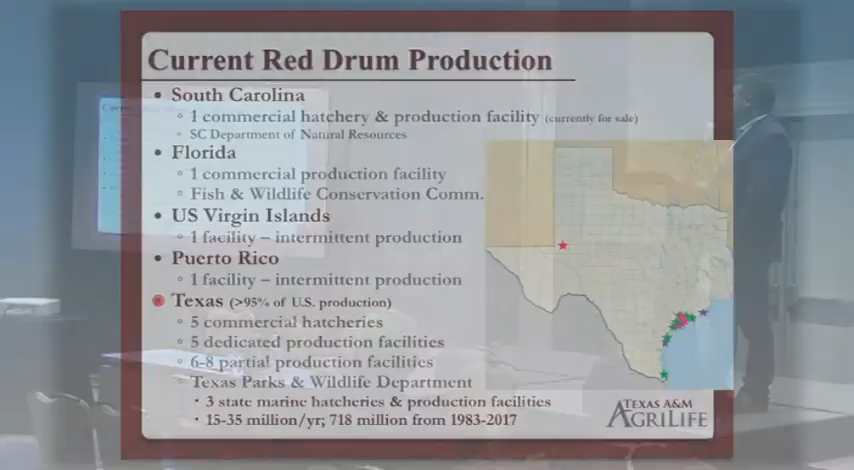 Current Red Drum Production
• South Carolina
◦ 1 commercial hatchery & production facility (currently for sale)
◦ SC Department of Natural Resources
• Florida
◦ 1 commercial production facility
◦ Fish & Wildlife Conservation Comm.
• US Virgin Islands
◦ 1 facility – intermittent production
• Puerto Rico
◦ 1 facility – intermittent production
• Texas (>95% of U.S. production)
◦ 5 commercial hatcheries
◦ 5 dedicated production facilities
◦ 6-8 partial production facilities
Texas Parks & Wildlife Department
• 3 state marine hatcheries & production facilities
• 15-35 million/yr; 718 million from 1983-2017
TEXAS A&M
AGRILIFE